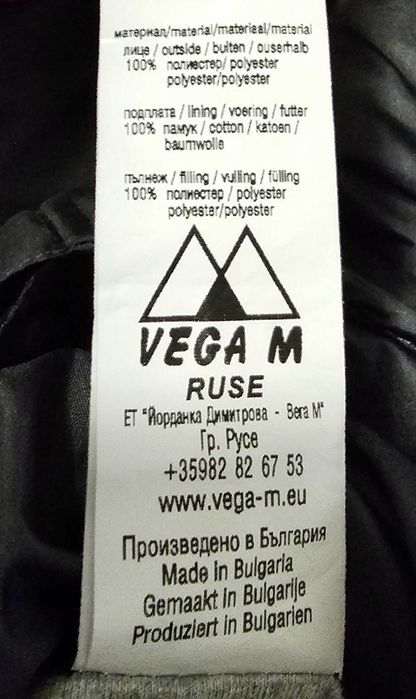 материал/material/materiaal/material
лице / outside / buiten / ouserhalb
100% полиестер/ polyester
polyester/polyester
подплата / lining / voering / futter
100% памук / cotton / katoen /
baumwolle
пълнеж / filling / vulling / fülling
100% полиестер / polyester
polyester/polyester
VEGA M
RUSE
ЕТ "Йорданка Димитрова - Вега М"
Гр. Русе
+35982 82 67 53
www.vega-m.eu
Произведено в България
Made in Bulgaria
Gemaakt in Bulgarije
Produziert in Bulgarien